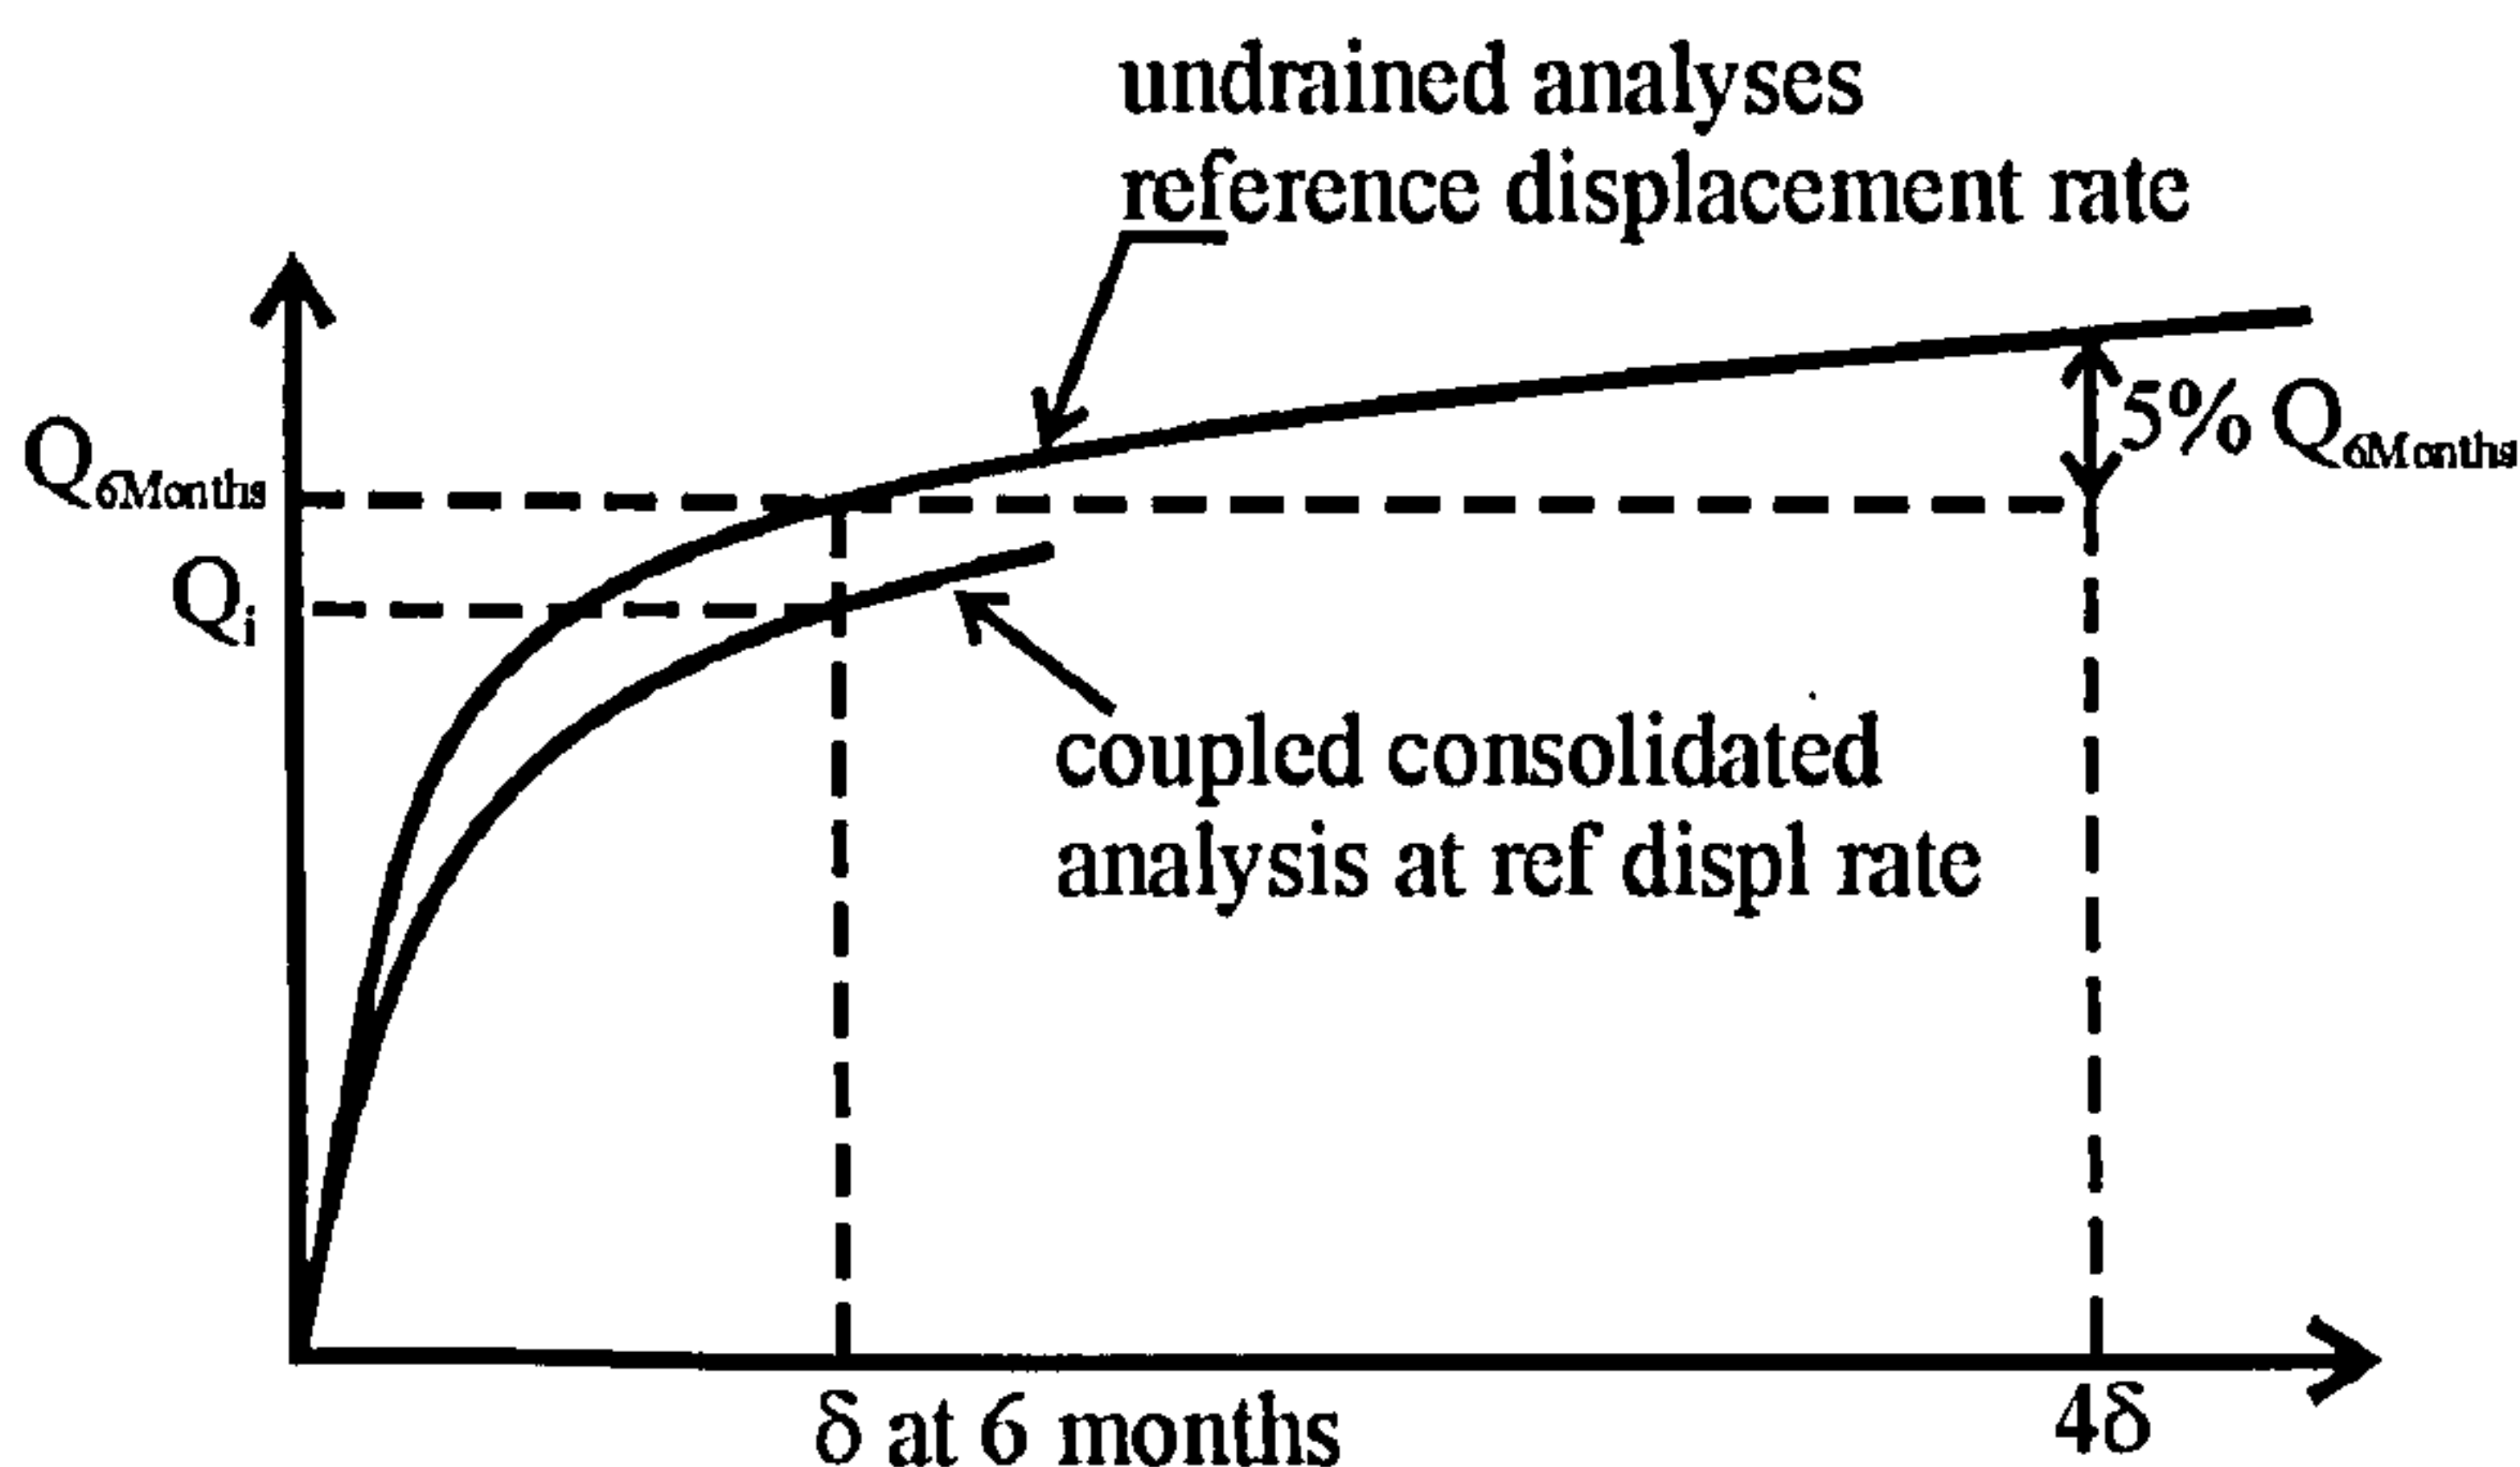 undrained analyses
reference displacement rate
Q6Months
5% Q6Months
Qi
coupled consolidated
analysis at ref displ rate
δ at 6 months
4δ